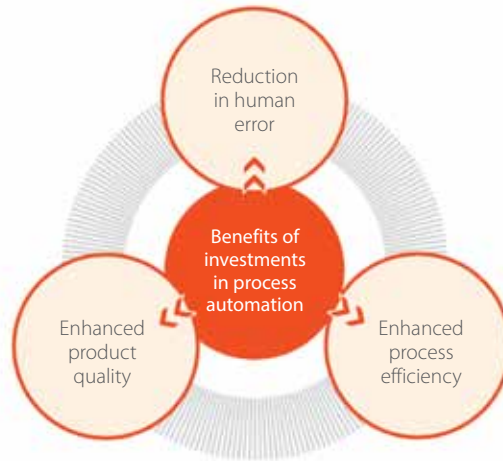 Reduction
in human
error
Benefits of
investments
in process
automation
Enhanced
product
quality
Enhanced
process
efficiency